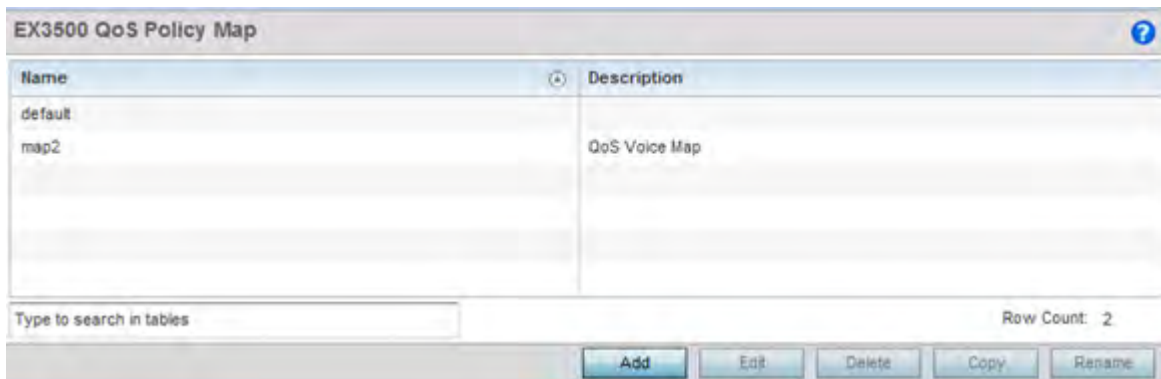 EX3500 QoS Policy Map
?
Name Description
default
map2 QoS Voice Map
Type to search in tables Row Count: 2
Add Edit Delete Copy Rename